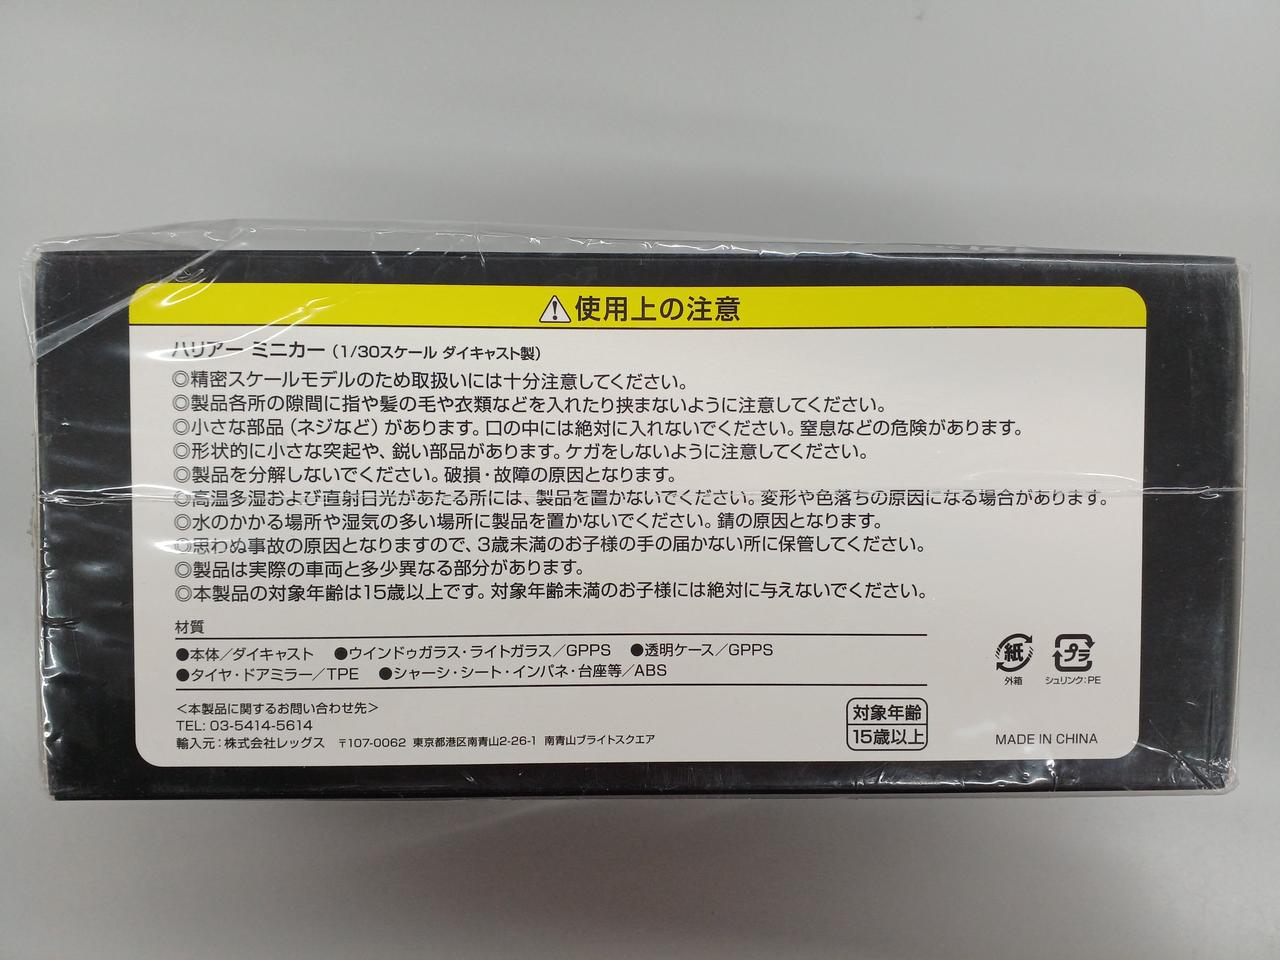 ⚠使用上の注意
ハリアー ミニカー（1/30スケール ダイキャスト製）
◎精密スケールモデルのため取扱いには十分注意してください。
◎製品各所の隙間に指や髪の毛や衣類などを入れたり挟まないように注意してください。
◎小さな部品（ネジなど）があります。口の中には絶対に入れないでください。窒息などの危険があります。
◎形状的に小さな突起や、鋭い部品があります。ケガをしないように注意してください。
◎製品を分解しないでください。破損・故障の原因となります。
◎高温多湿および直射日光があたる所には、製品を置かないでください。変形や色落ちの原因になる場合があります。
◎水のかかる場所や湿気の多い場所に製品を置かないでください。錆の原因となります。
◎思わぬ事故の原因となりますので、3歳未満のお子様の手の届かない所に保管してください。
◎製品は実際の車両と多少異なる部分があります。
◎本製品の対象年齢は15歳以上です。対象年齢未満のお子様には絶対に与えないでください。
材質
●本体／ダイキャスト ●ウインドゥガラス・ライトガラス／GPPS ●透明ケース／GPPS
●タイヤ・ドアミラー／TPE ●シャーシ・シート・インパネ・台座等／ABS
紙
外箱
プラ
シュリンク：PE
＜本製品に関するお問い合わせ先＞
TEL: 03-5414-5614
輸入元：株式会社レッグス 〒107-0062 東京都港区南青山2-26-1 南青山ブライトスクエア
対象年齢
15歳以上
MADE IN CHINA